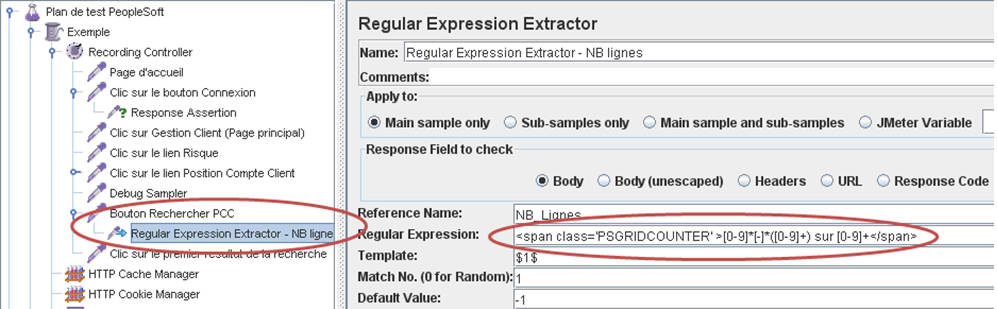 Plan de test PeopleSoft
Exemple
Recording Controller
Page d'accueil
Clic sur le bouton Connexion
Response Assertion
Clic sur Gestion Client (Page principal)
Clic sur le lien Risque
Clic sur le lien Position Compte Client
Debug Sampler
Bouton Rechercher PCC
Regular Expression Extractor - NB ligne
Clic sur le premier résultat de la recherche
HTTP Cache Manager
HTTP Cookie Manager
Regular Expression Extractor
Name: Regular Expression Extractor - NB lignes
Comments:
Apply to:
Main sample only Sub-samples only Main sample and sub-samples JMeter Variable
Response Field to check
Body Body (unescaped) Headers URL Response Code
Reference Name: NB_Lignes
Regular Expression: <span class='PSGRIDCOUNTER' >[0-9]*[-]*([0-9]+) sur [0-9]+</span>
Template: $1$
Match No. (0 for Random): 1
Default Value: -1